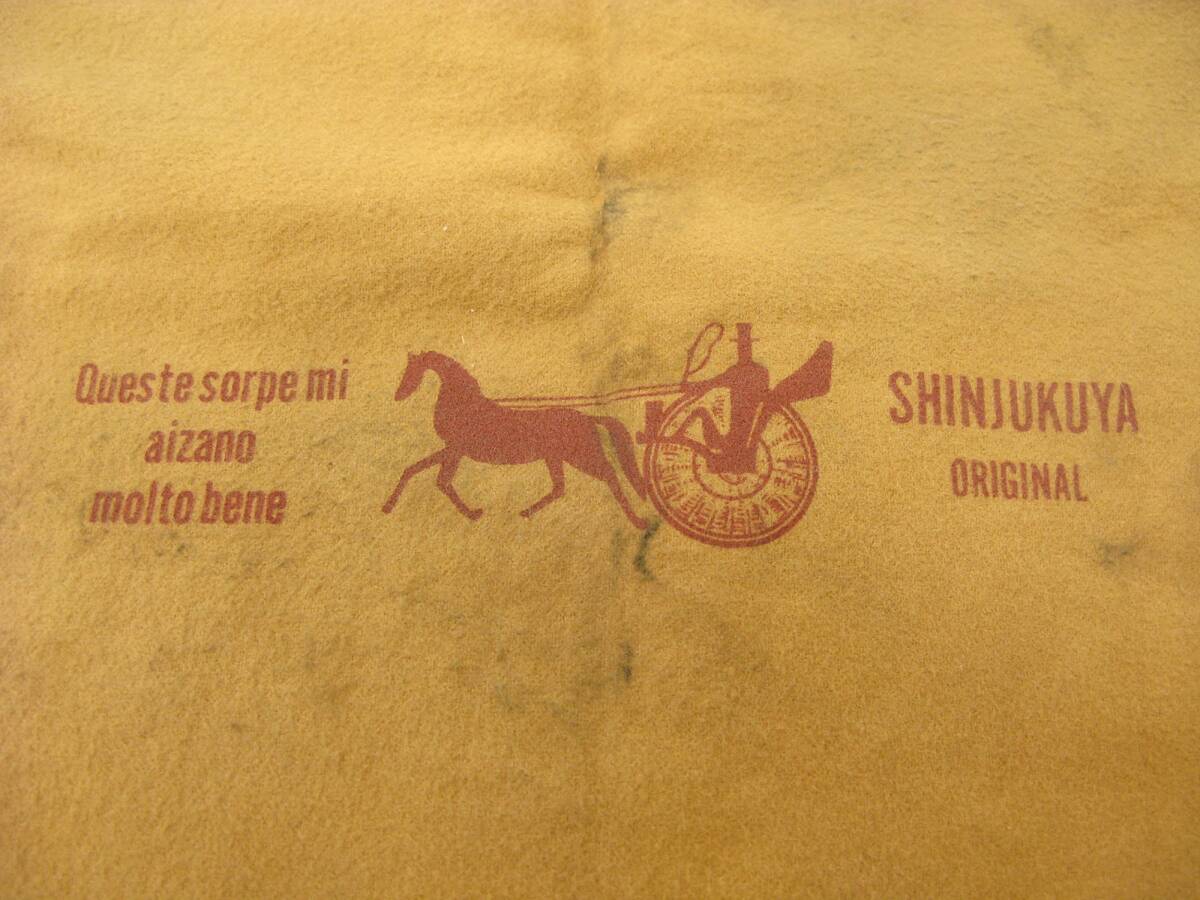 Queste sorpe mi
aizano
molto bene
SHINJUKUYA
ORIGINAL